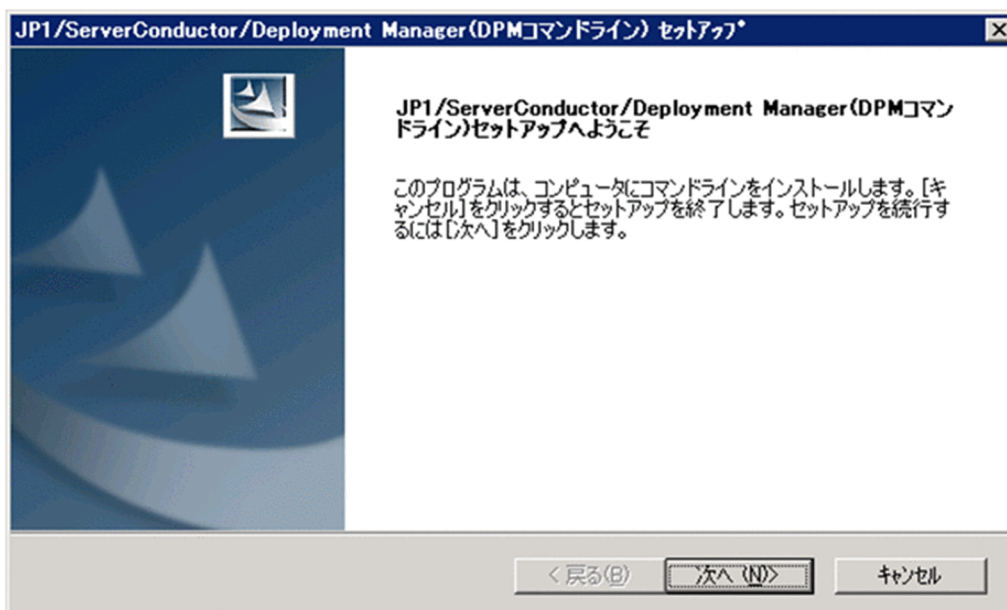 JP1/ServerConductor/Deployment Manager(DPMコマンドライン) セットアップ
JP1/ServerConductor/Deployment Manager(DPMコマン
ドライン)セットアップへようこそ
このプログラムは、コンピュータにコマンドラインをインストールします。[キ
ャンセル]をクリックするとセットアップを終了します。セットアップを続行す
るには[次へ]をクリックします。
< 戻る(B)
次へ (N)>
キャンセル